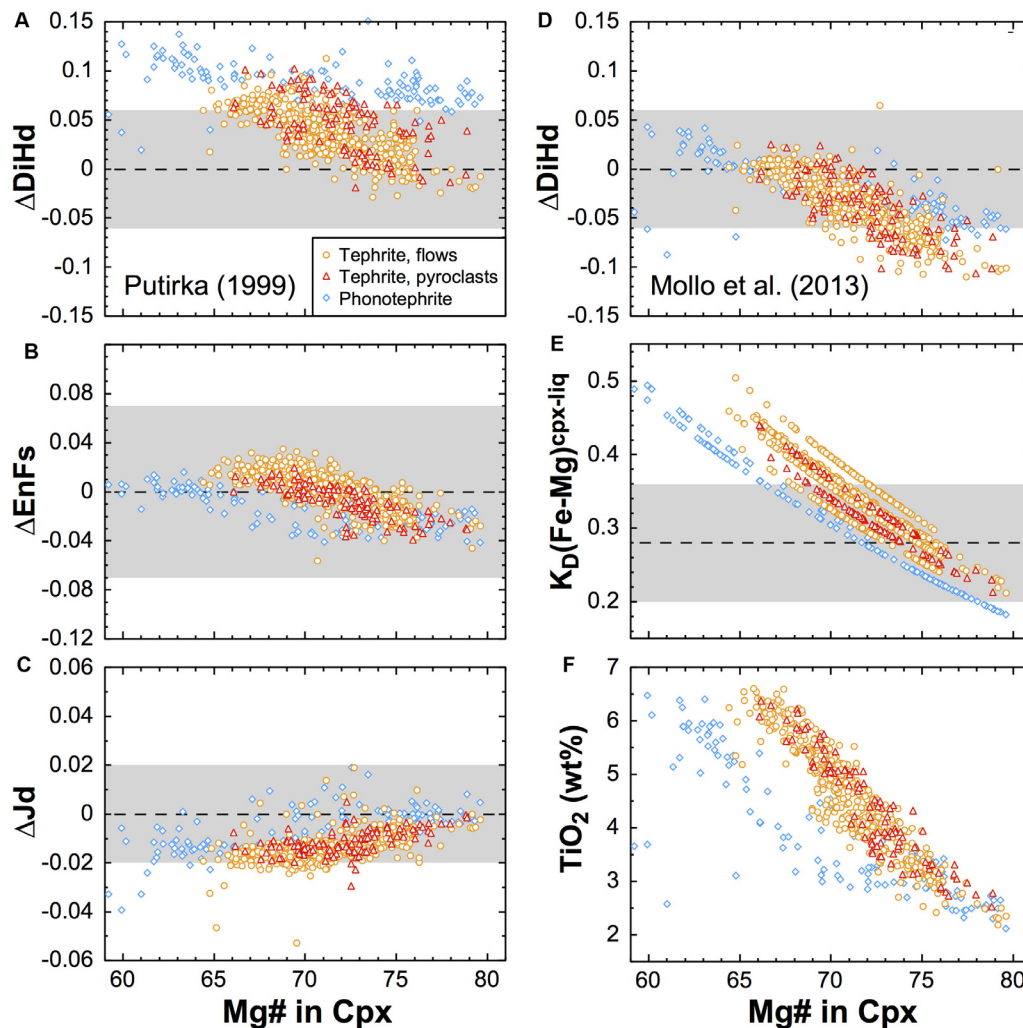 A
0.15
0.1
0.05
0
-0.05
-0.1
0.15
ΔDiHd
Putirka (1999)
Tephrite, flows
Tephrite, pyroclasts
Phonotephrite
D
0.15
0.1
0.05
0
-0.05
-0.1
0.15
ΔDiHd
Mollo et al. (2013)
B
0.08
0.04
0
-0.04
-0.08
-0.12
ΔEnFs
E
0.5
0.4
0.3
0.2
K_D(Fe-Mg)^cpx-liq
C
0.06
0.04
0.02
0
-0.02
-0.04
-0.06
ΔJd
60 65 70 75 80
Mg# in Cpx
F
7
6
5
4
3
2
TiO₂ (wt%)
60 65 70 75 80
Mg# in Cpx